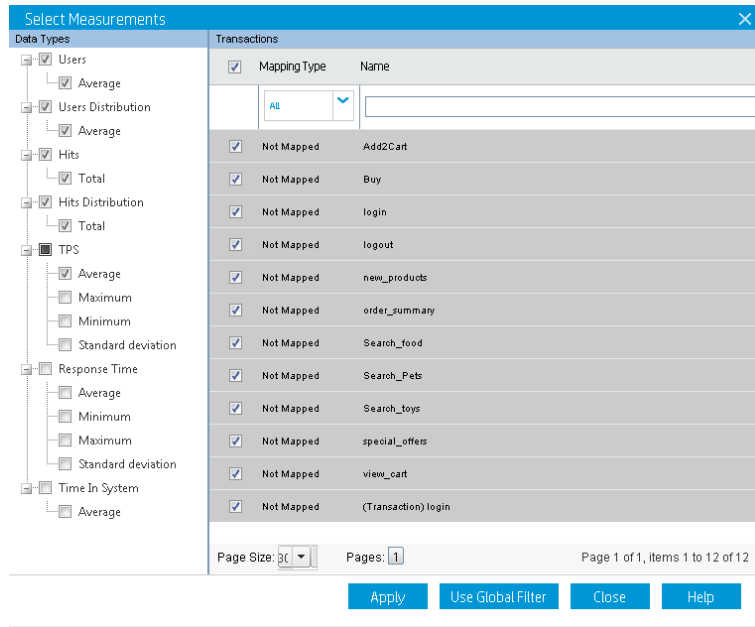 Select Measurements
Data Types
Users
Average
Users Distribution
Average
Hits
Total
Hits Distribution
Total
TPS
Average
Maximum
Minimum
Standard deviation
Response Time
Average
Minimum
Maximum
Standard deviation
Time In System
Average
Transactions
Mapping Type Name
All
Not Mapped Add2Cart
Not Mapped Buy
Not Mapped login
Not Mapped logout
Not Mapped new_products
Not Mapped order_summary
Not Mapped Search_food
Not Mapped Search_Pets
Not Mapped Search_toys
Not Mapped special_offers
Not Mapped view_cart
Not Mapped (Transaction) login
Page Size: Pages: 1 Page 1 of 1, items 1 to 12 of 12
Apply Use Global Filter Close Help